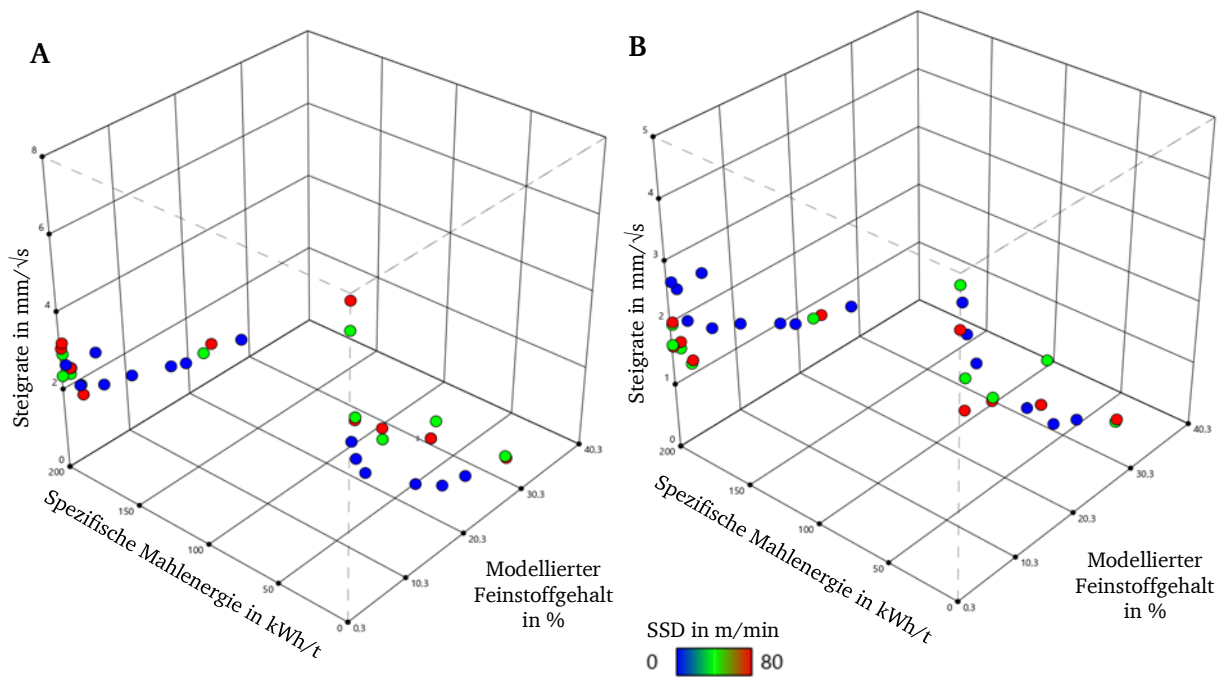 A
8
6
4
2
0
200
150
100
50
0
0,3
10,3
20,3
30,3
40,3
Steigrate in mm/√s
Spezifische Mahlenergie in kWh/t
Modellierter
Feinstoffgehalt
in %
B
5
4
3
2
1
0
200
150
100
50
0
0,3
10,3
20,3
30,3
40,3
Steigrate in mm/√s
Spezifische Mahlenergie in kWh/t
Modellierter
Feinstoffgehalt
in %
SSD in m/min
0 80